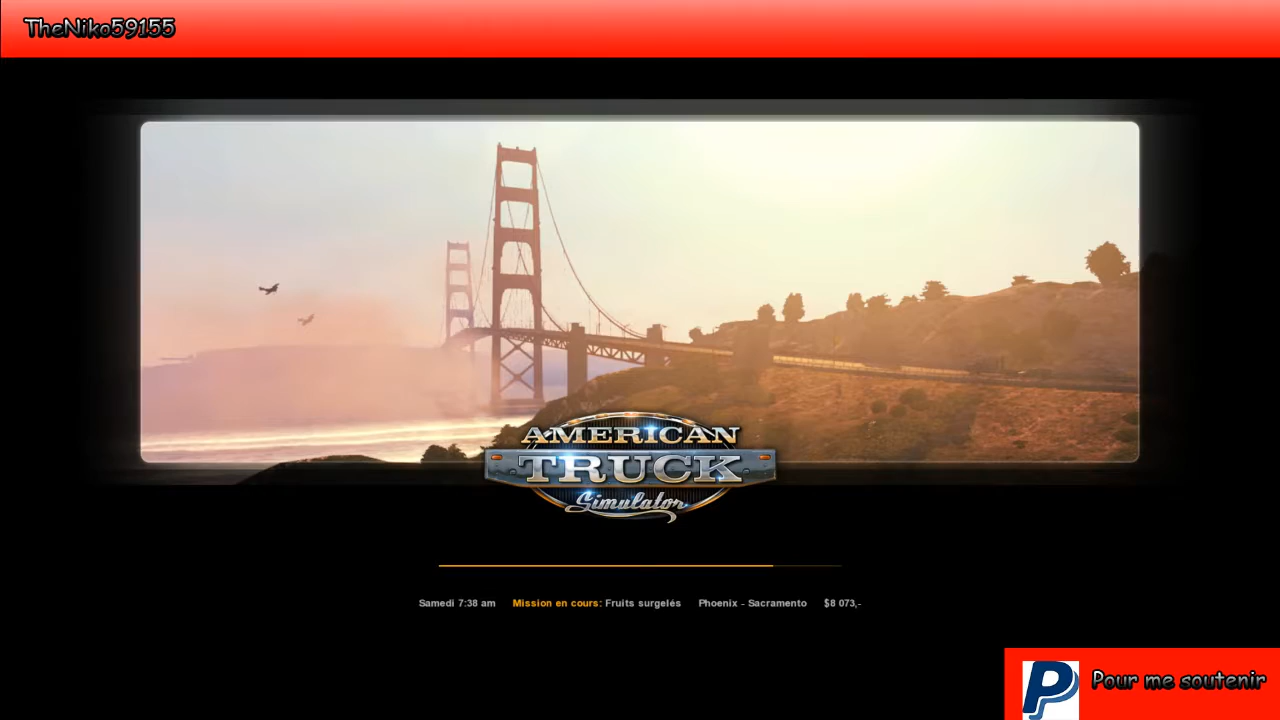 TheNiko59155
AMERICAN
TRUCK
Simulator
Samedi 7:38 am Mission en cours: Fruits surgelés Phoenix - Sacramento $8 073,-
Pour me soutenir